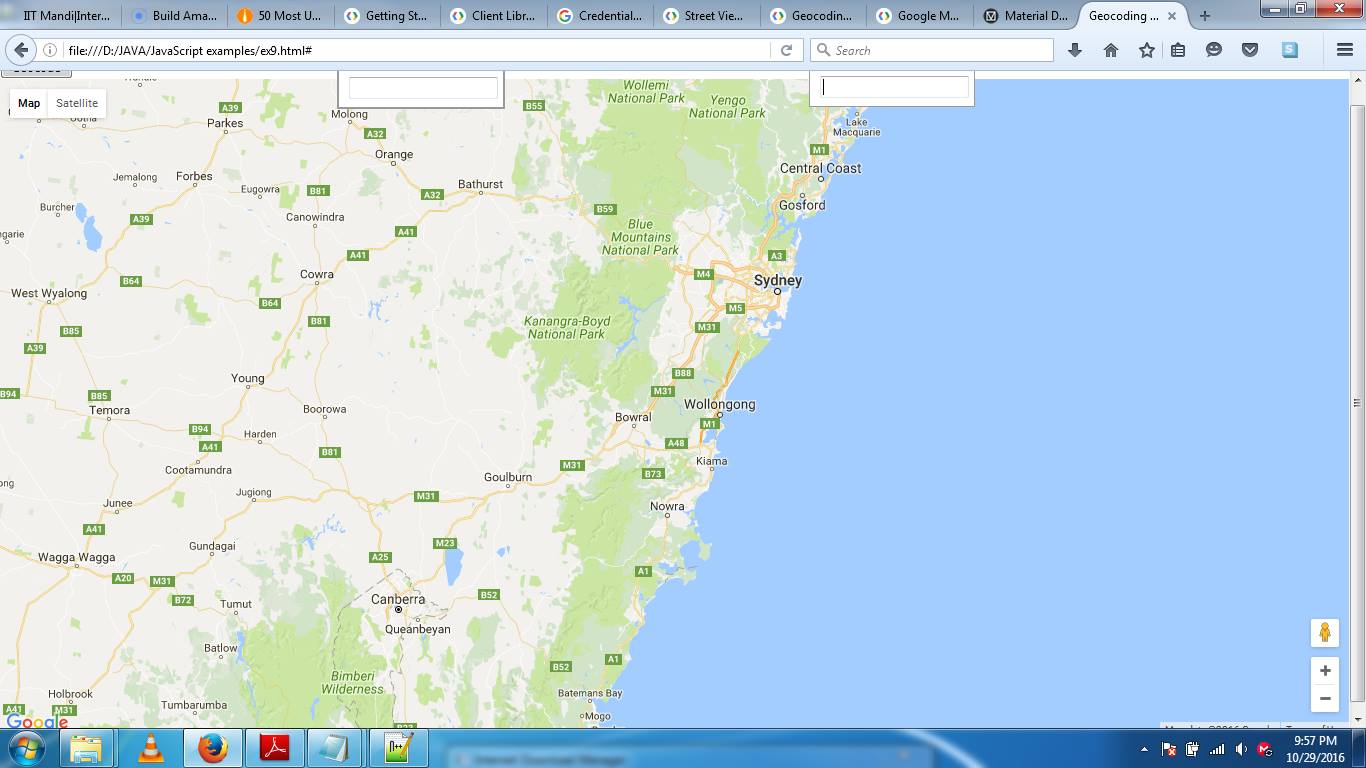 IIT Mandi|Inter...
Build Ama...
50 Most U...
Getting St...
Client Libr...
Credential...
Street Vie...
Geocodin...
Google M...
Material D...
Geocoding ...
file:///D:/JAVA/JavaScript examples/ex9.html#
Search
Map Satellite
Wollemi
National Park
Yengo
National Park
A39
B55
Molong
Lake
Macquarie
Parkes
A32
Orange
M1
Central Coast
Jemalong
Forbes
Eugowra
B81
A32
Bathurst
Burcher
Gosford
A39
Canowindra
B59
A41
Blue
Mountains
National Park
A41
A3
Cowra
M4
Sydney
B64
West Wyalong
B64
M5
B81
Kanangra-Boyd
National Park
M31
B85
A39
B88
Young
M31
B94
B85
Temora
Boorowa
Wollongong
Bowral
M1
B94
Harden
A41
A48
B81
Kiama
Cootamundra
M31
B73
Goulburn
Jugiong
M31
Junee
Nowra
A41
Gundagai
M23
Wagga Wagga
A25
A1
A20
M31
B72
Tumut
Canberra
B52
Queanbeyan
Batlow
B52
A1
Bimberi
Wilderness
Holbrook
Batemans Bay
Tumbarumba
A41
M31
Mogo
B23
Google
9:57 PM
10/29/2016